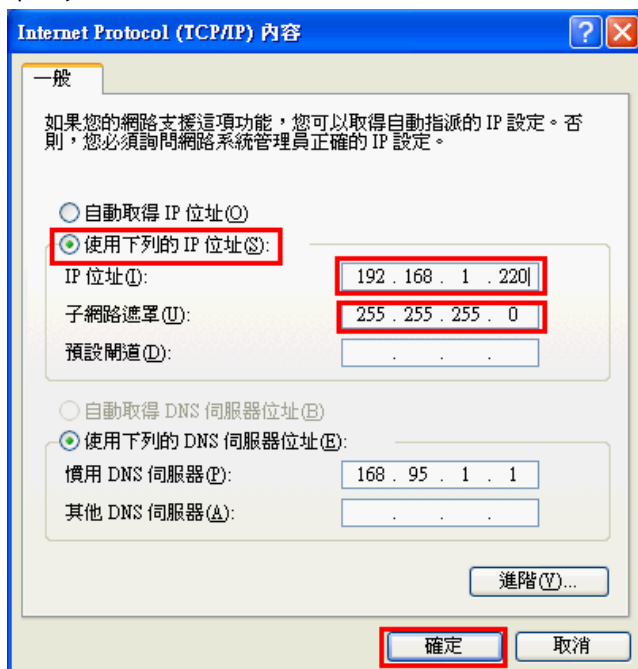 Internet Protocol (TCP/IP) 內容
一般
如果您的網路支援這項功能，您可以取得自動指派的 IP 設定。否
則，您必須詢問網路系統管理員正確的 IP 設定。
自動取得 IP 位址(O)
使用下列的 IP 位址(S):
IP 位址(I): 192 . 168 . 1 . 220
子網路遮罩(U): 255 . 255 . 255 . 0
預設閘道(D): . . .
自動取得 DNS 伺服器位址(B)
使用下列的 DNS 伺服器位址(E):
慣用 DNS 伺服器(P): 168 . 95 . 1 . 1
其他 DNS 伺服器(A): . . .
進階(V)...
確定 取消